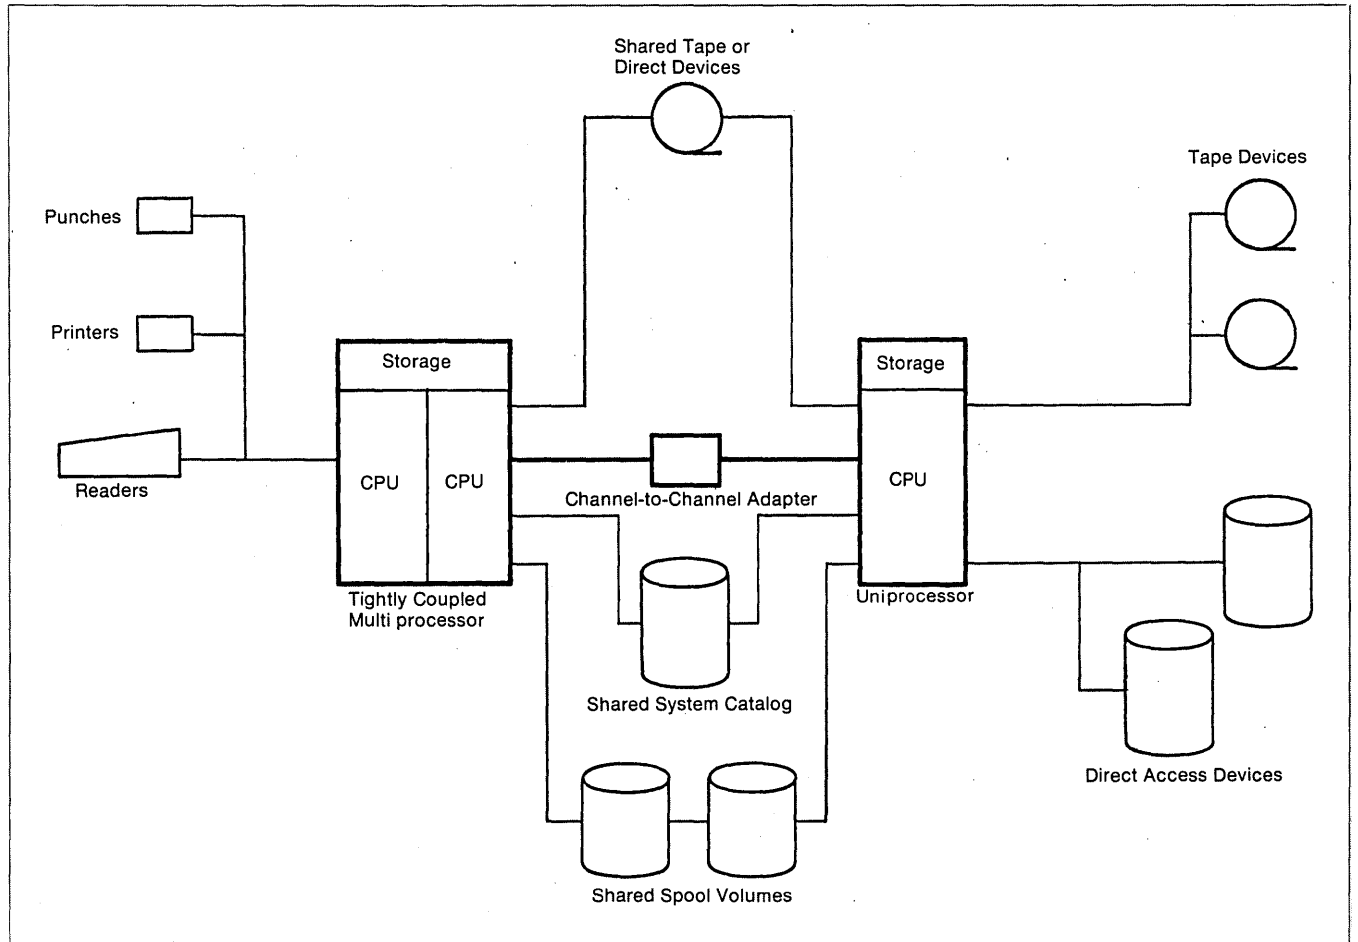 Shared Tape or
Direct Devices
Tape Devices
Punches
Printers
Storage
Storage
CPU
CPU
CPU
Readers
Channel-to-Channel Adapter
Tightly Coupled
Multi processor
Uniprocessor
Shared System Catalog
Direct Access Devices
Shared Spool Volumes